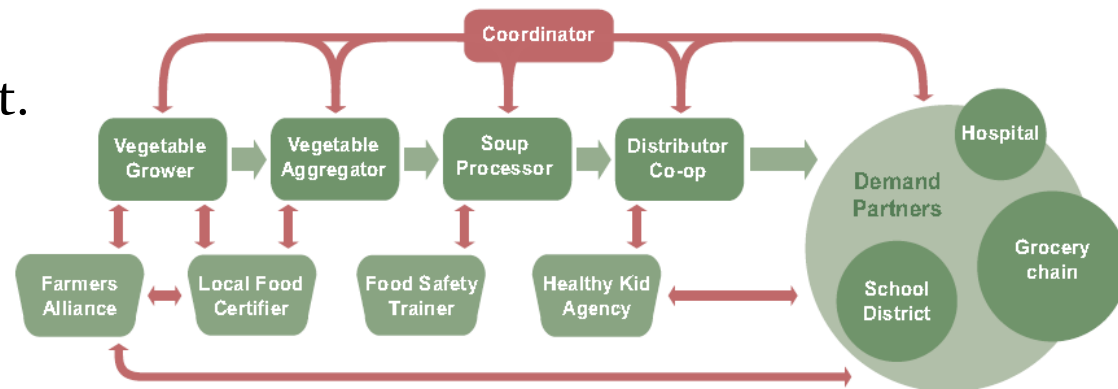 Coordinator
t.
Vegetable
Grower
Vegetable
Aggregator
Soup
Processor
Distributor
Co-op
Hospital
Demand
Partners
Grocery
chain
School
District
Farmers
Alliance
Local Food
Certifier
Food Safety
Trainer
Healthy Kid
Agency